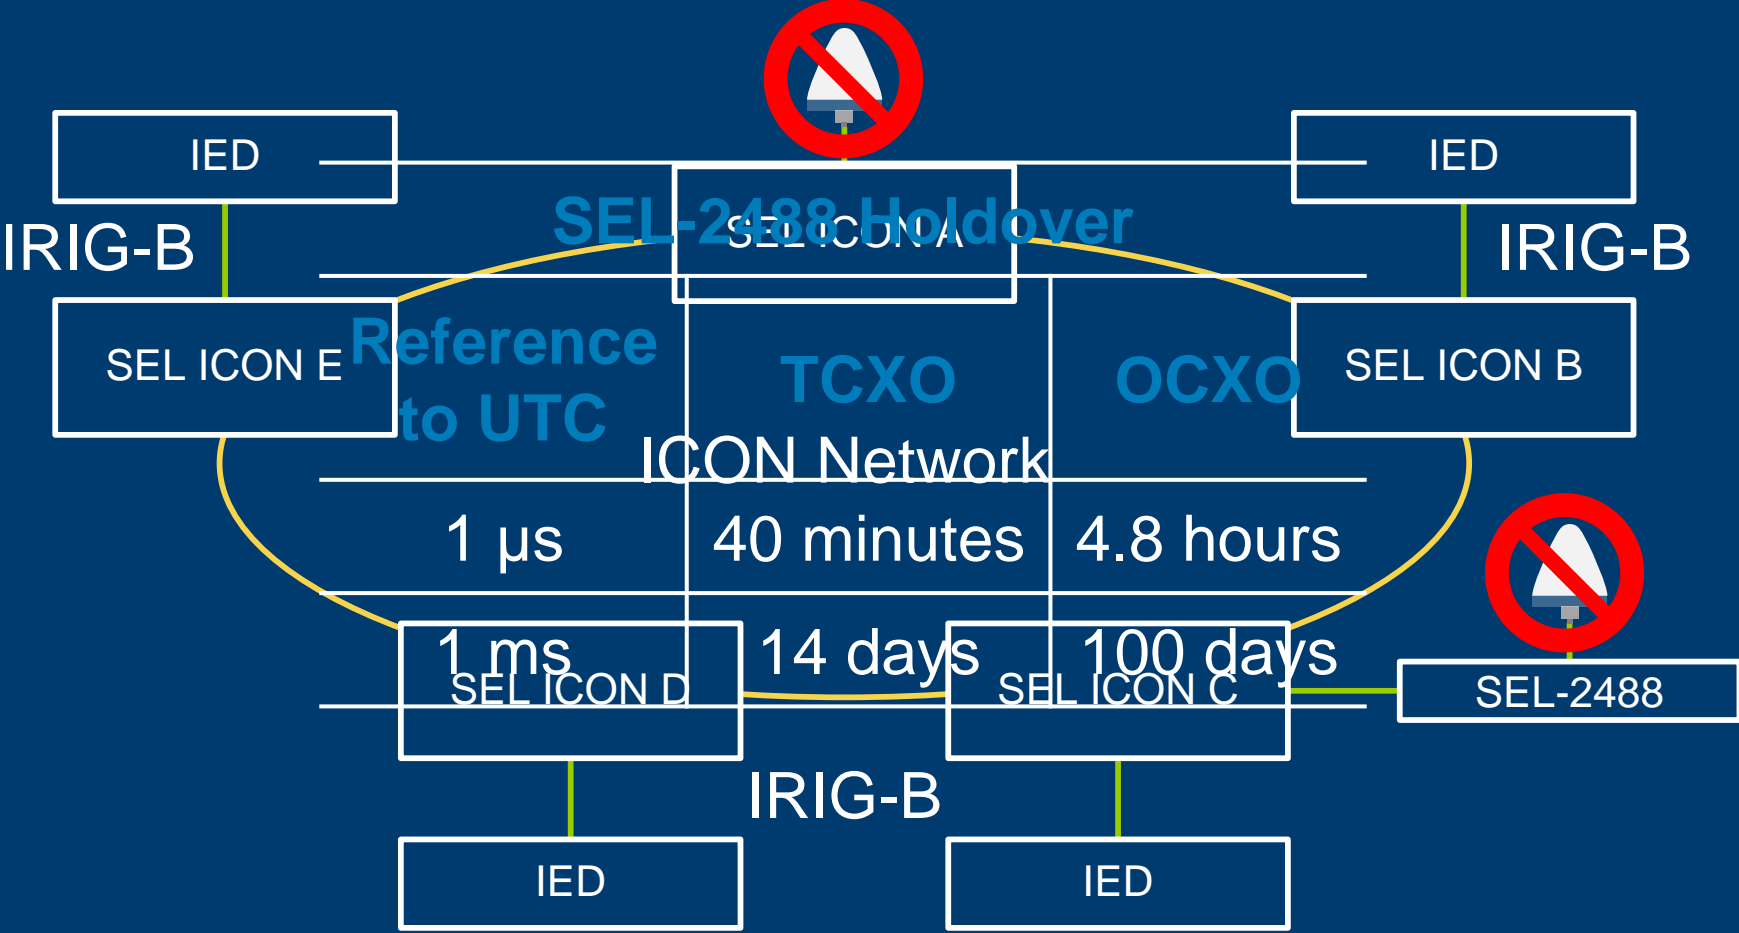 IED
IED
IRIG-B
SEL-2488 Holdover
SEL ICON A
IRIG-B
SEL ICON E
Reference
to UTC
TCXO
OCXO
SEL ICON B
ICON Network
1 µs
40 minutes
4.8 hours
1 ms
14 days
100 days
SEL ICON D
SEL ICON C
SEL-2488
IRIG-B
IED
IED